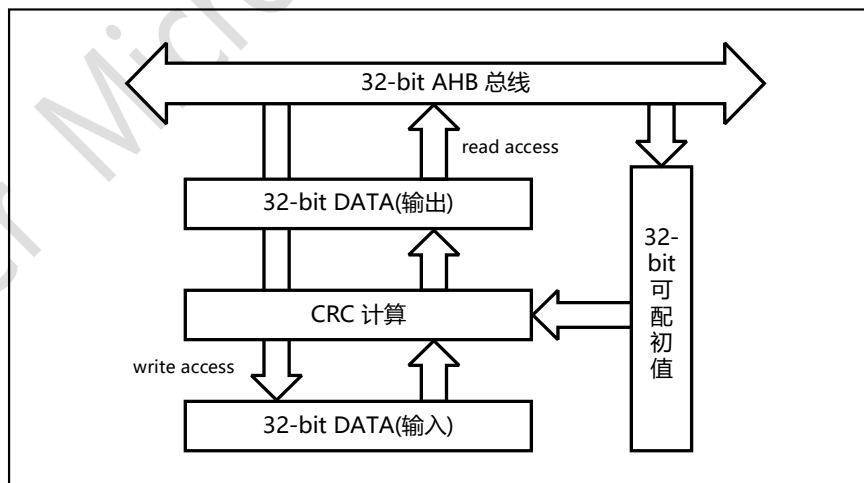 32-bit AHB 总线
read access
32-bit DATA(输出)
CRC 计算
write access
32-bit DATA(输入)
32-
bit
可
配
初
值
Micro